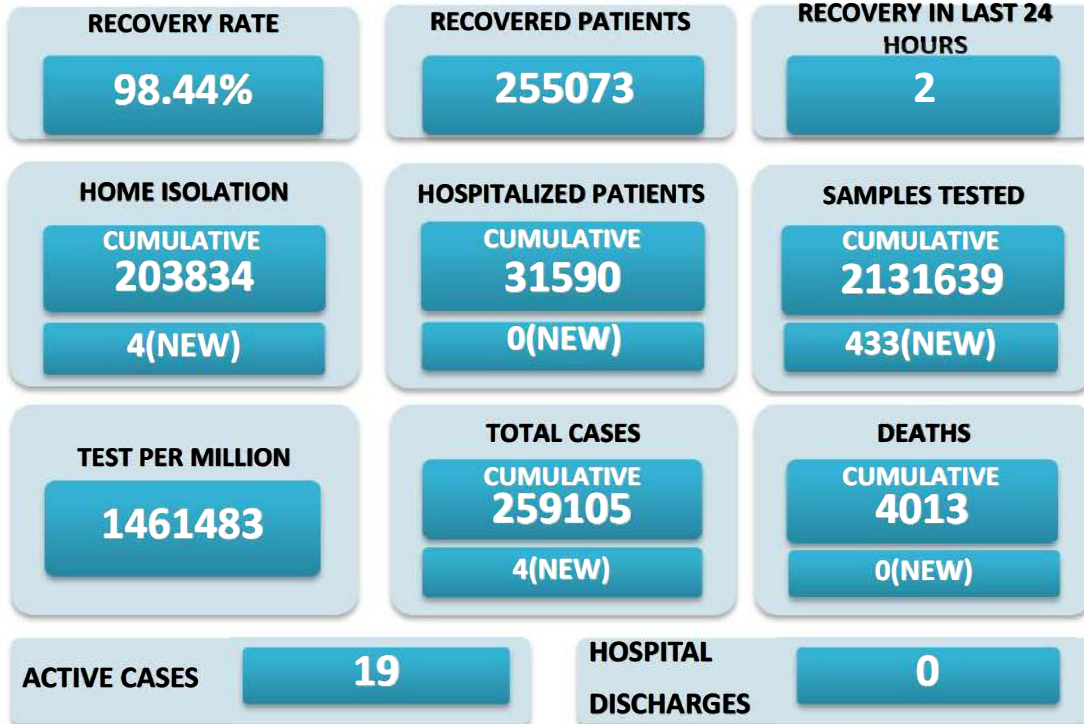 RECOVERY RATE
98.44%
RECOVERED PATIENTS
255073
RECOVERY IN LAST 24
HOURS
2
HOME ISOLATION
CUMULATIVE
203834
4(NEW)
HOSPITALIZED PATIENTS
CUMULATIVE
31590
0(NEW)
SAMPLES TESTED
CUMULATIVE
2131639
433(NEW)
TEST PER MILLION
1461483
TOTAL CASES
CUMULATIVE
259105
4(NEW)
DEATHS
CUMULATIVE
4013
0(NEW)
ACTIVE CASES
19
HOSPITAL
DISCHARGES
0